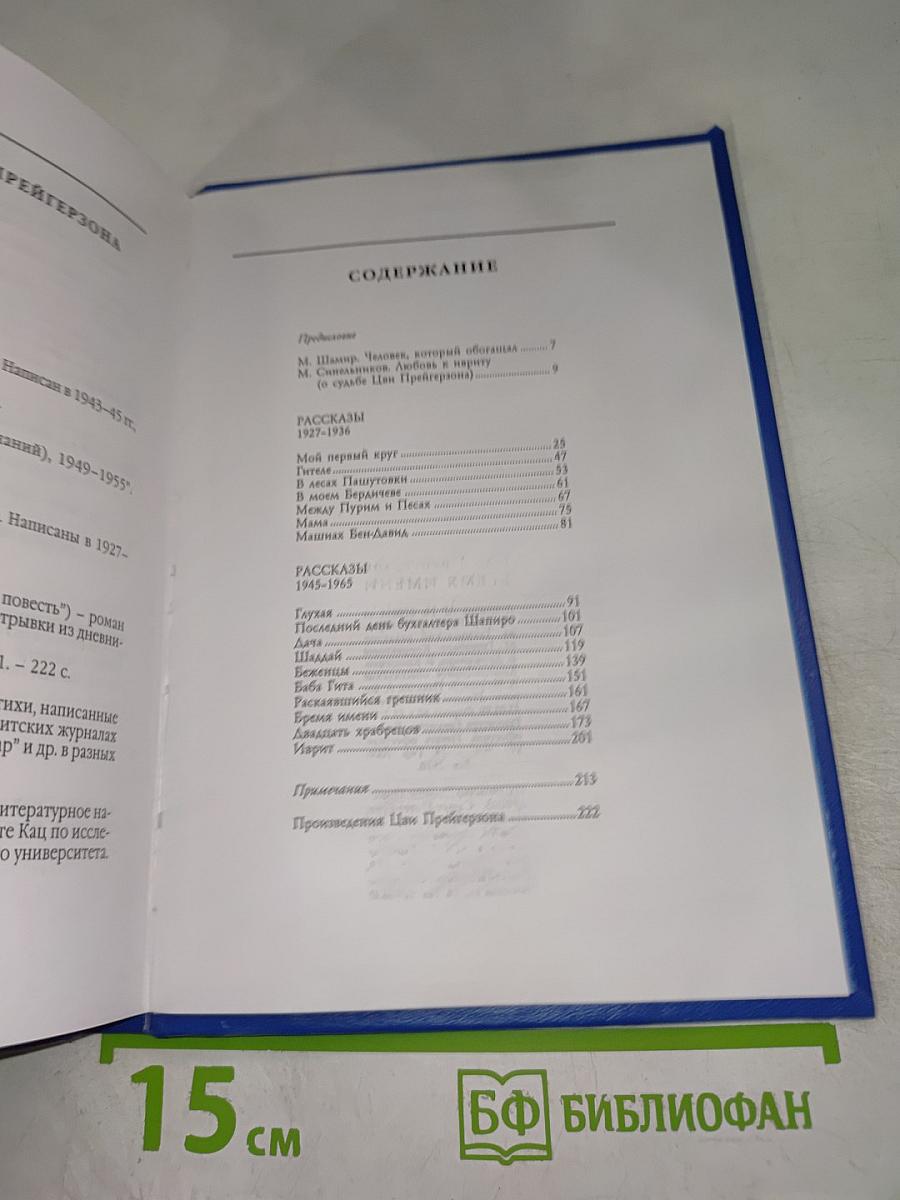 ПРЕЙГЕРЗОНА
Написан в 1943–45 гг,
1949–1955".
. Написаны в 1927–
повесть") – роман
трывки из дневни-
1. – 222 с.
тихи, написанные
итских журналах
ир" и др. в разных
итературное на-
те Кац по иссле-
о университета.
СОДЕРЖАНИЕ
Предисловие
М. Шамир. Человек, который обогащал ..........7
М. Синельников. Любовь к ивриту
(о судьбе Цви Прейгерзона) ..........9
РАССКАЗЫ
1927–1936
Мой первый круг ..........25
Гителе ..........47
В лесах Пашутовки ..........53
В моем Бердичеве ..........61
Между Пурим и Песах ..........67
Мама ..........75
Машиах Бен-Давид ..........81
РАССКАЗЫ
1945–1965
Глухая ..........91
Последний день бухгалтера Шапиро ..........101
Дача ..........107
Шаддай ..........119
Беженцы ..........139
Баба Гита ..........151
Раскаявшийся грешник ..........161
Бремя имени ..........167
Двадцать храбрецов ..........173
Иврит ..........201
Примечания ..........213
Произведения Цви Прейгерзона ..........222
15 см
БФ БИБЛИОФАН